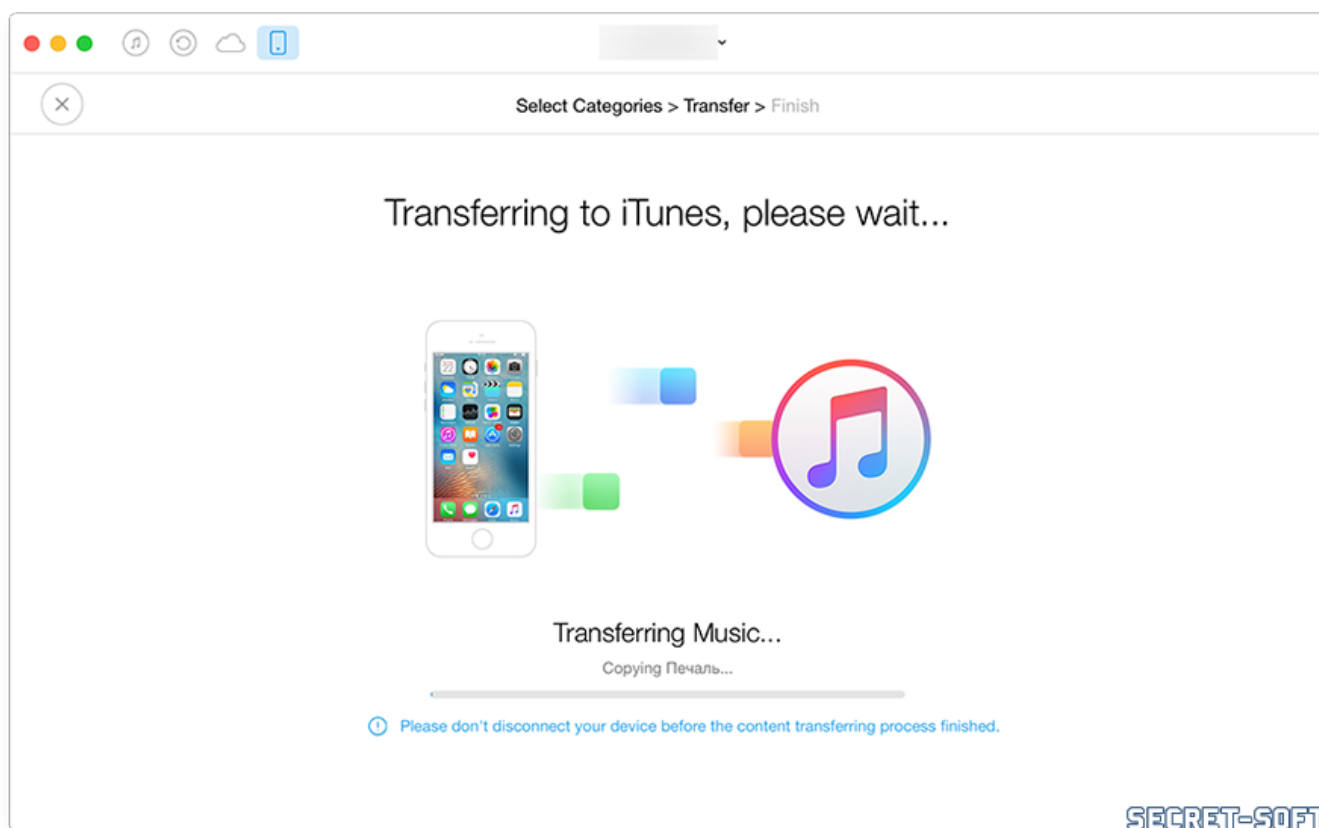 Select Categories > Transfer > Finish
Transferring to iTunes, please wait...
Transferring Music...
Copying Печаль...
Please don't disconnect your device before the content transferring process finished.
SECRET-SOFT